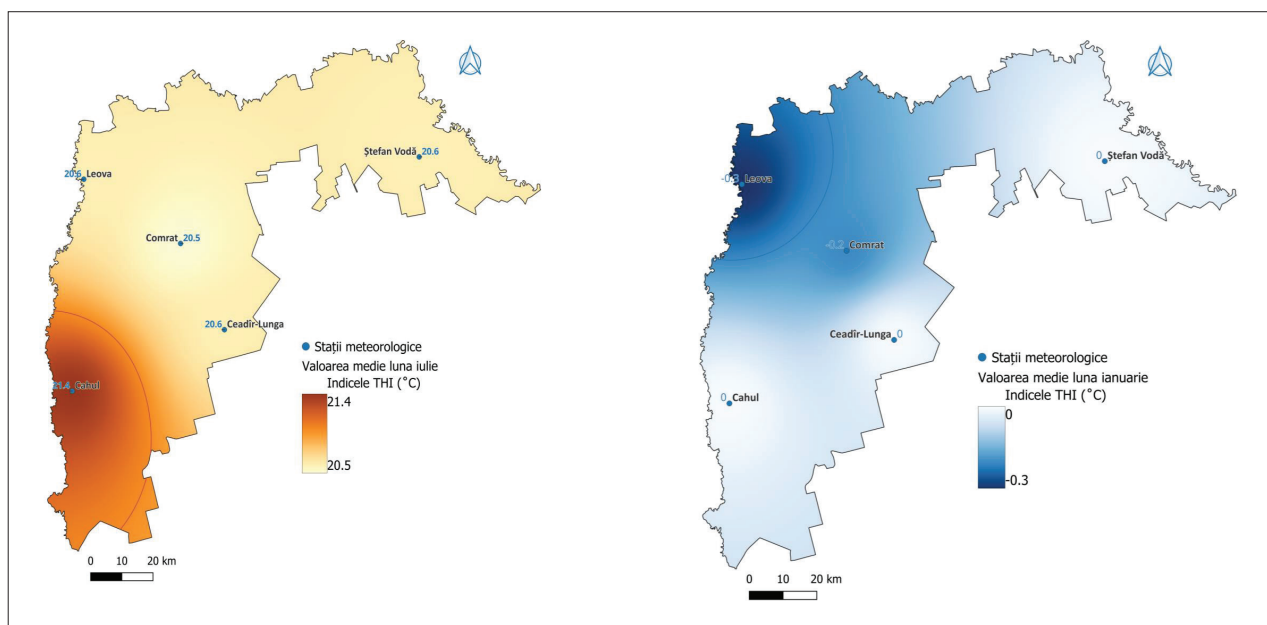 Ștefan Vodă 20.6
20.6 Leova
Comrat 20.5
20.6 Ceadîr-Lunga
21.4 Cahul
Stații meteorologice
Valoarea medie luna iulie
Indicele THI (°C)
21.4
20.5
0 10 20 km
0 Ștefan Vodă
-0.3 Leova
-0.2 Comrat
Ceadîr-Lunga 0
0 Cahul
Stații meteorologice
Valoarea medie luna ianuarie
Indicele THI (°C)
0
-0.3
0 10 20 km